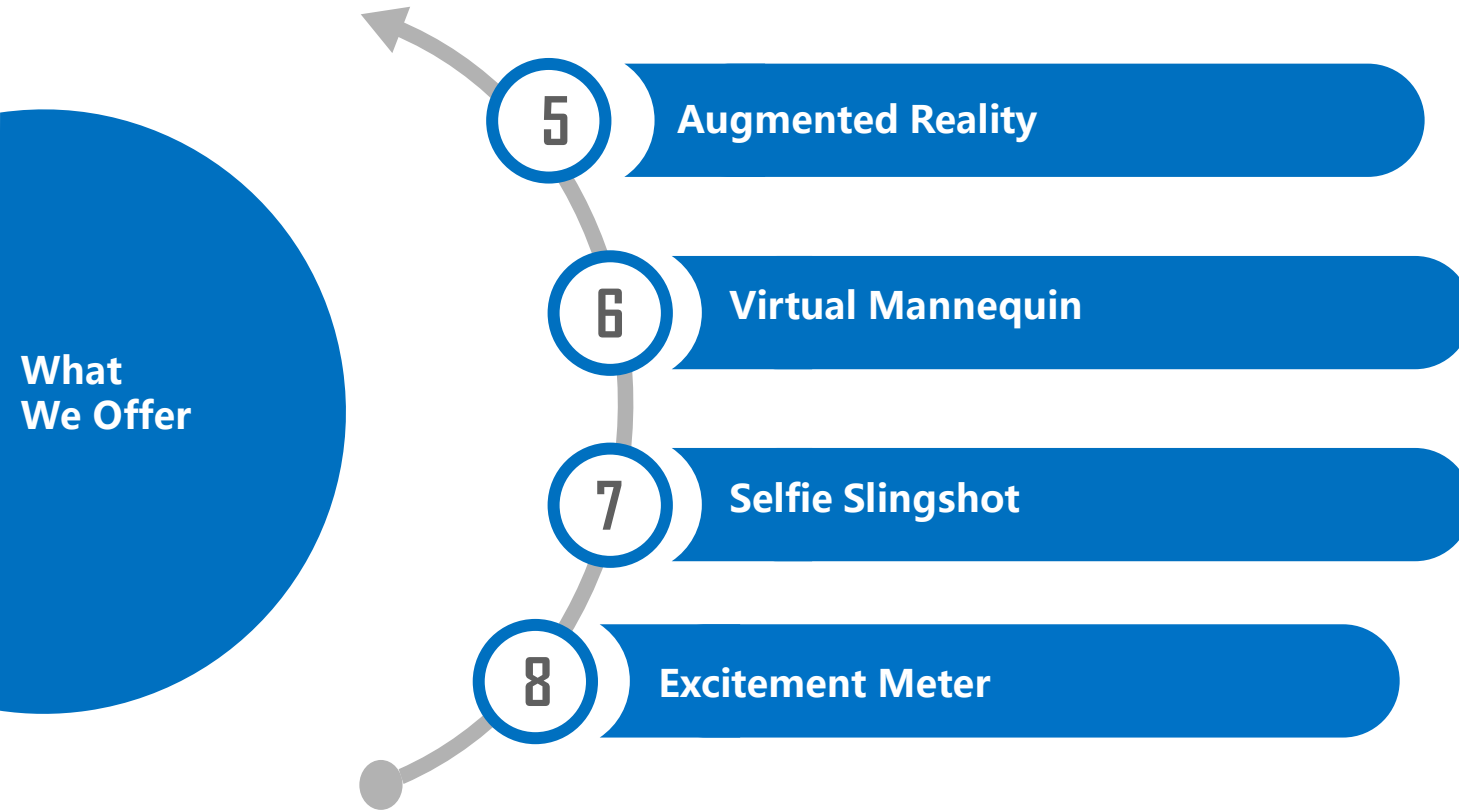 What
We Offer
5
Augmented Reality
6
Virtual Mannequin
7
Selfie Slingshot
8
Excitement Meter